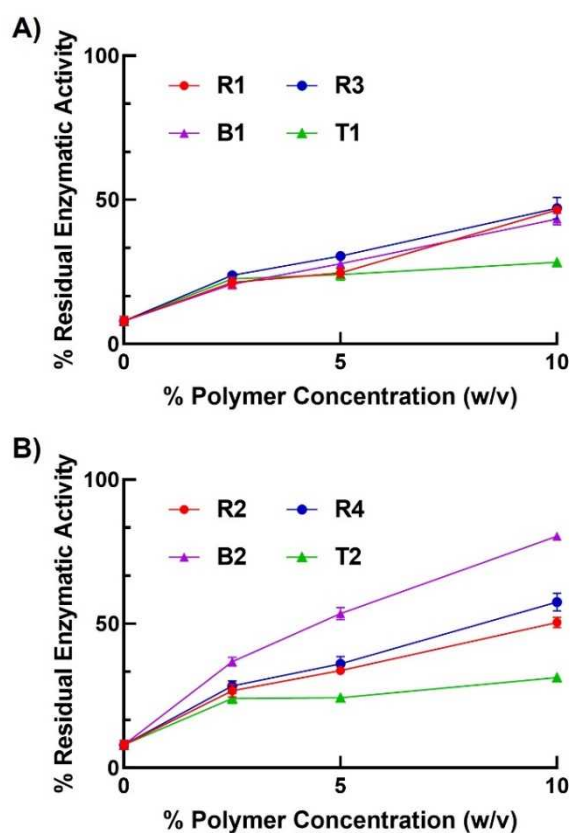 A)
% Residual Enzymatic Activity
100
50
0
R1 R3
B1 T1
0 5 10
% Polymer Concentration (w/v)
B)
% Residual Enzymatic Activity
100
50
0
R2 R4
B2 T2
0 5 10
% Polymer Concentration (w/v)